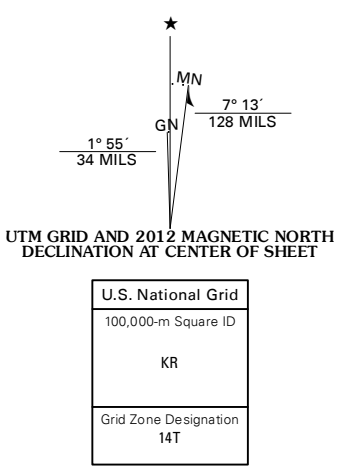 ★
MN
GN
7° 13´
128 MILS
1° 55´
34 MILS
UTM GRID AND 2012 MAGNETIC NORTH
DECLINATION AT CENTER OF SHEET
U.S. National Grid
100,000-m Square ID
KR
Grid Zone Designation
14T